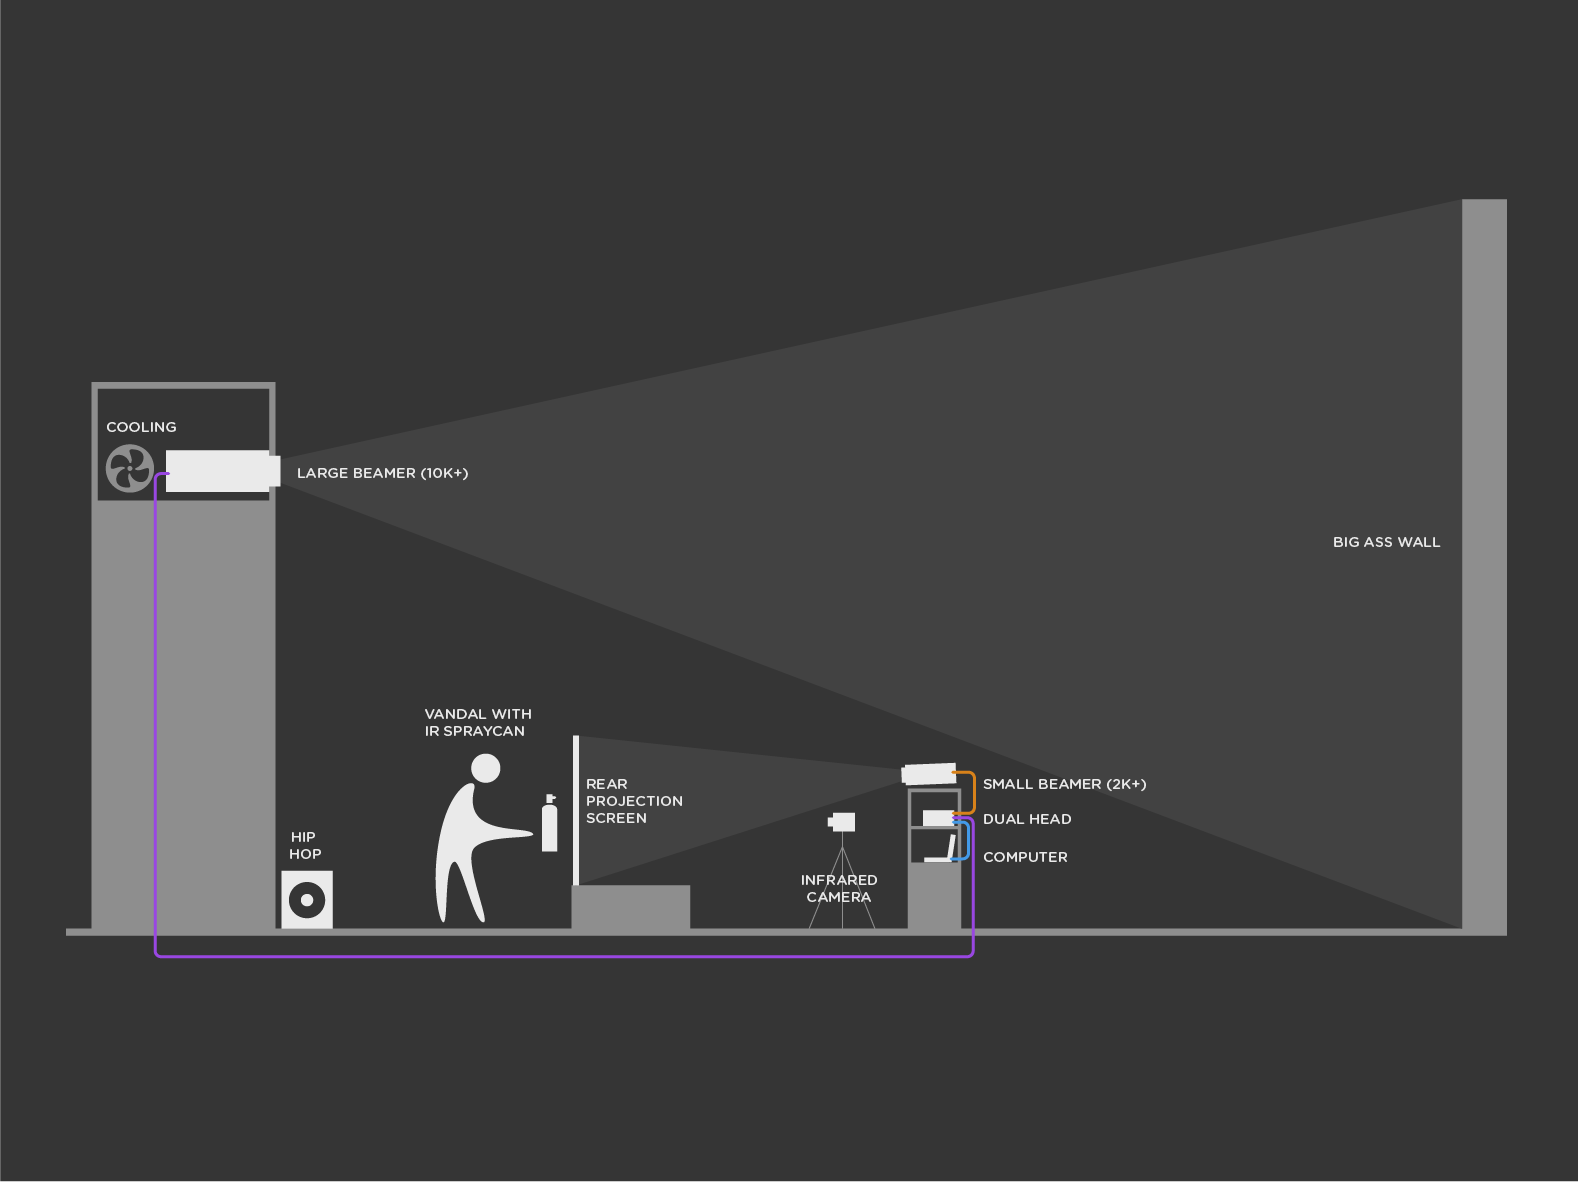 COOLING
LARGE BEAMER (10K+)
BIG ASS WALL
VANDAL WITH
IR SPRAYCAN
REAR
PROJECTION
SCREEN
SMALL BEAMER (2K+)
DUAL HEAD
COMPUTER
HIP
HOP
INFRARED
CAMERA